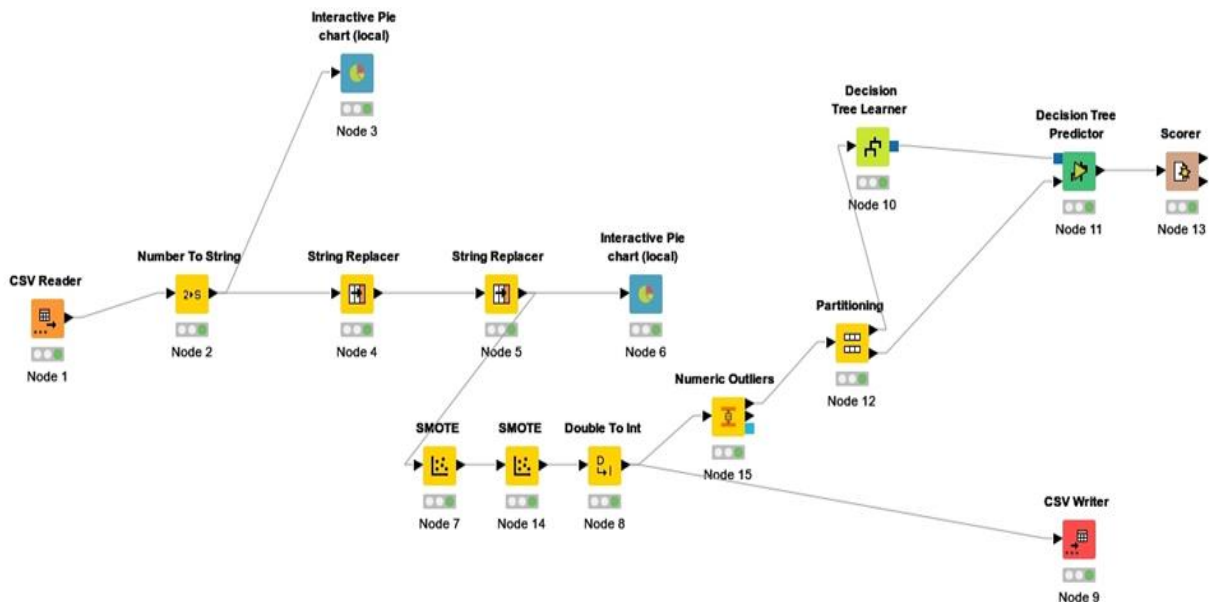 Interactive Pie
chart (local)
Node 3
Decision
Tree Learner
Node 10
Decision Tree
Predictor
Node 11
Scorer
Node 13
CSV Reader
Node 1
Number To String
2 S
Node 2
String Replacer
Node 4
String Replacer
Node 5
Interactive Pie
chart (local)
Node 6
Partitioning
Node 12
Numeric Outliers
Node 15
SMOTE
Node 7
SMOTE
Node 14
Double To Int
D
I
Node 8
CSV Writer
Node 9